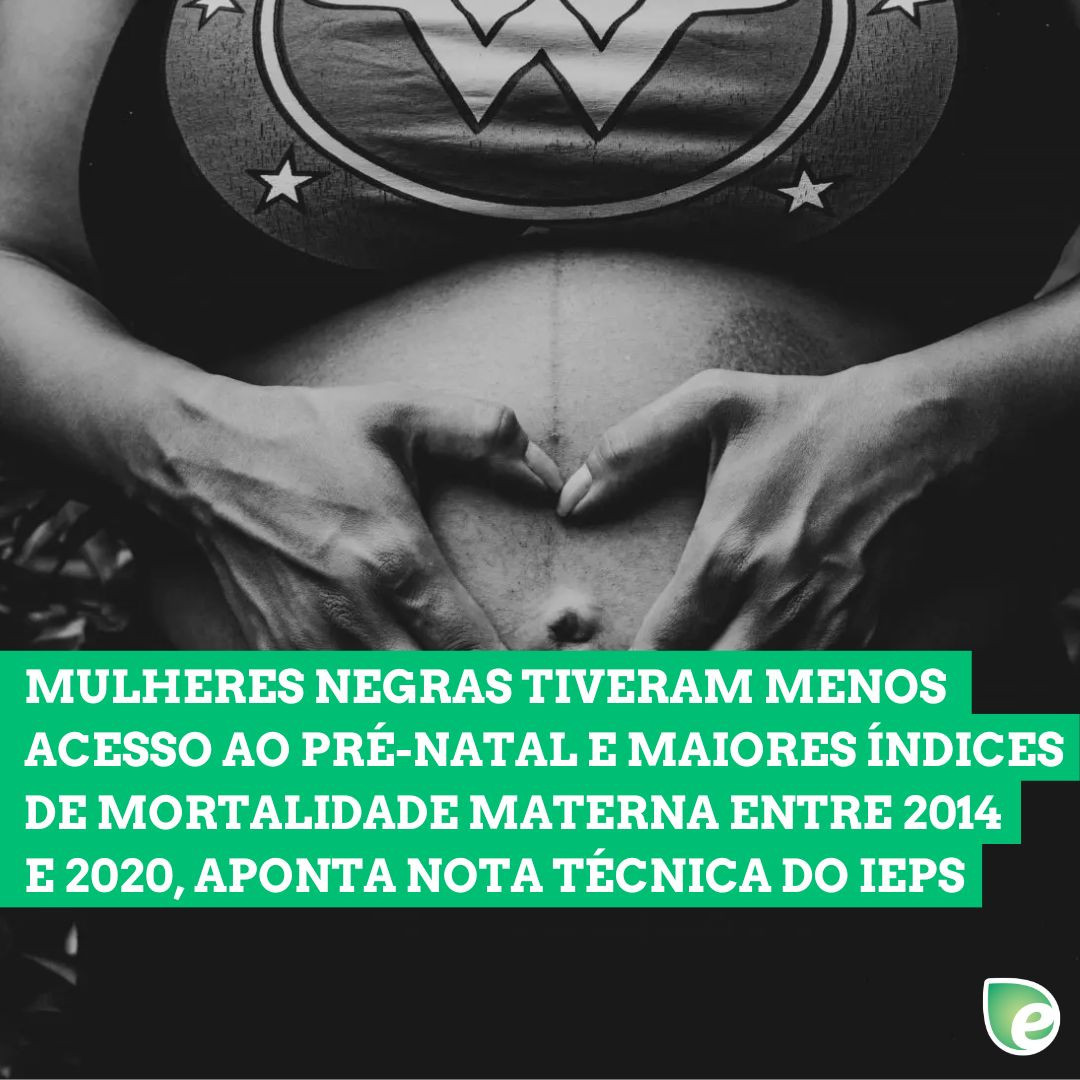 MULHERES NEGRAS TIVERAM MENOS
ACESSO AO PRÉ-NATAL E MAIORES ÍNDICES
DE MORTALIDADE MATERNA ENTRE 2014
E 2020, APONTA NOTA TÉCNICA DO IEPS
e